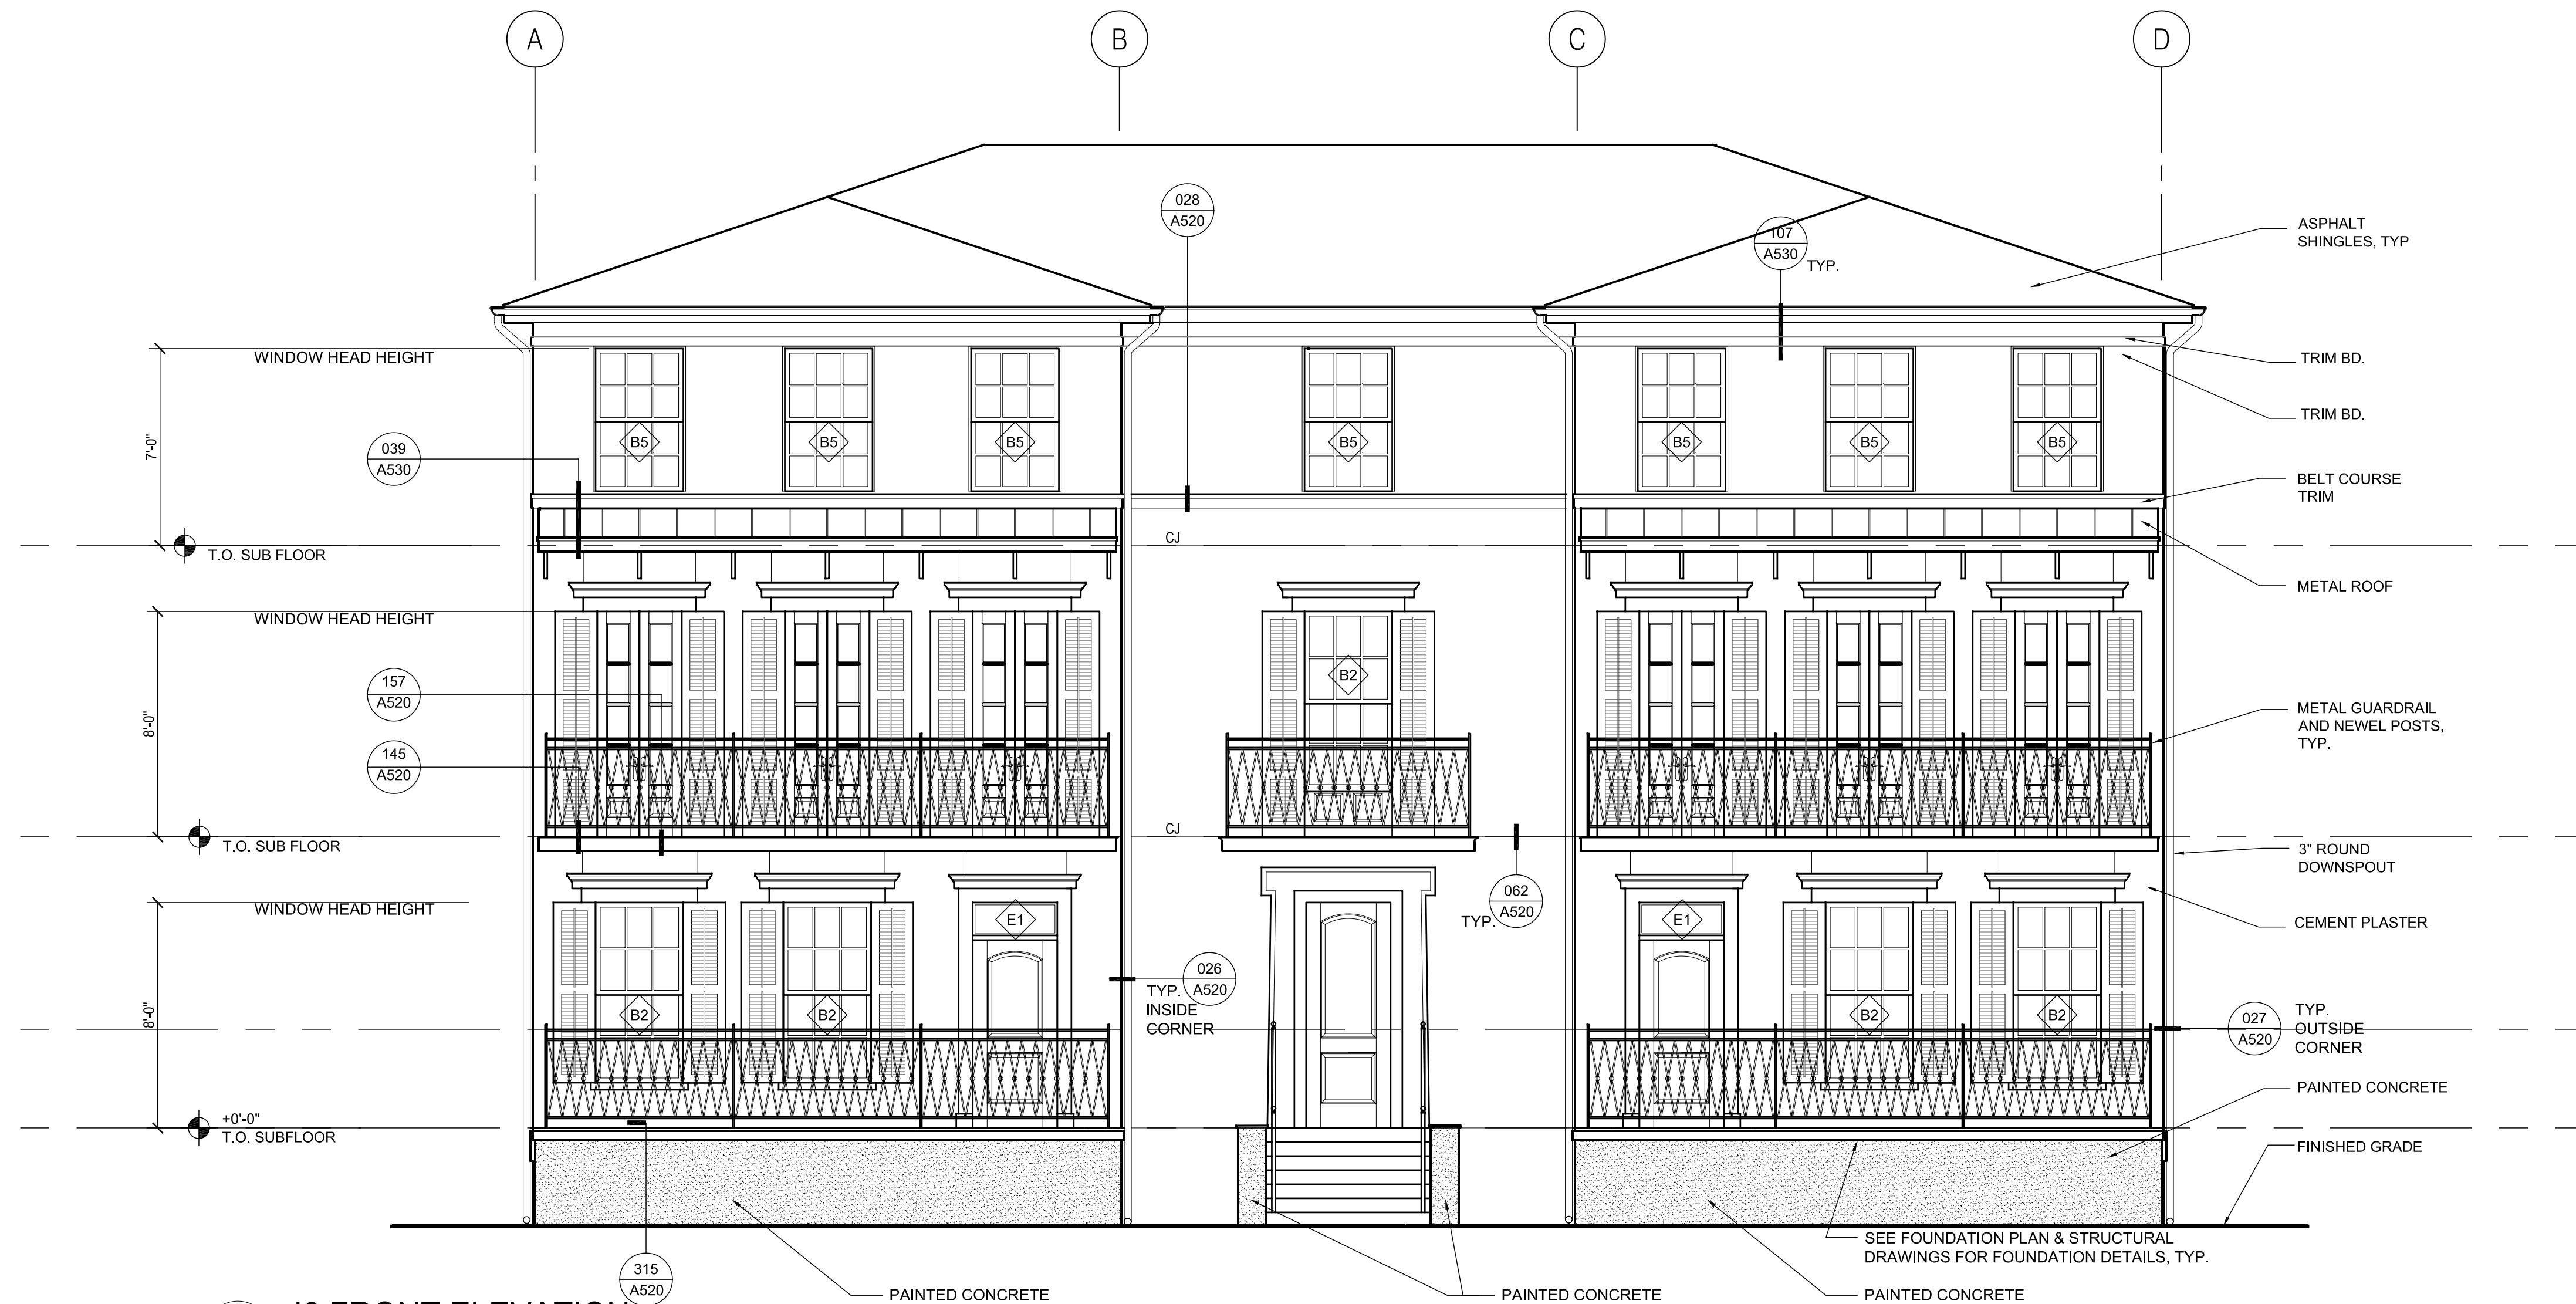 A
B
C
D
028
A520
107
A530
TYP.
ASPHALT
SHINGLES, TYP
WINDOW HEAD HEIGHT
TRIM BD.
TRIM BD.
7'-0"
039
A530
B5
B5
B5
B5
B5
B5
B5
BELT COURSE
TRIM
T.O. SUB FLOOR
CJ
METAL ROOF
WINDOW HEAD HEIGHT
8'-0"
157
A520
145
A520
B2
METAL GUARDRAIL
AND NEWEL POSTS,
TYP.
T.O. SUB FLOOR
CJ
3" ROUND
DOWNSPOUT
062
A520
TYP.
WINDOW HEAD HEIGHT
E1
E1
CEMENT PLASTER
8'-0"
026
A520
TYP.
INSIDE
CORNER
B2
B2
B2
B2
027
A520
TYP.
OUTSIDE
CORNER
PAINTED CONCRETE
+0'-0"
T.O. SUBFLOOR
FINISHED GRADE
SEE FOUNDATION PLAN & STRUCTURAL
DRAWINGS FOR FOUNDATION DETAILS, TYP.
315
A520
PAINTED CONCRETE
PAINTED CONCRETE
PAINTED CONCRETE
FRONT ELEVATION